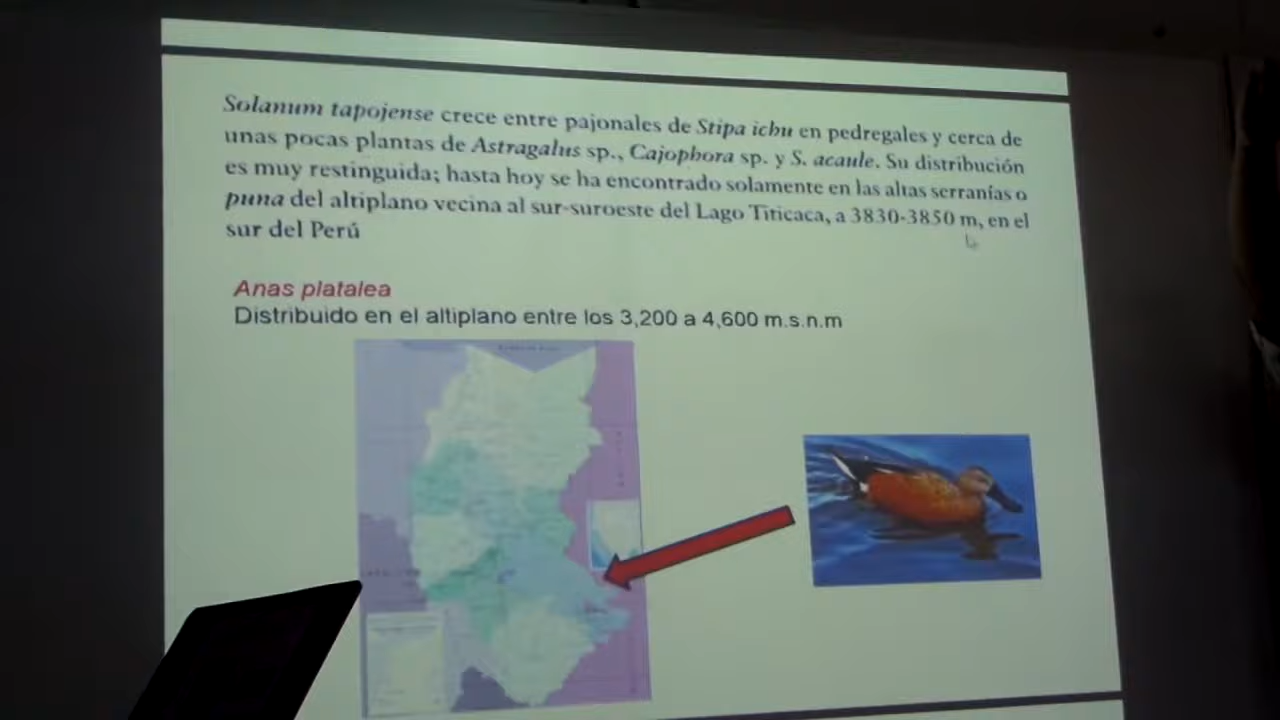 Solanum tapojense crece entre pajonales de Stipa ichu en pedregales y cerca de
unas pocas plantas de Astragalus sp., Cajophora sp. y S. acaule. Su distribución
es muy restinguida; hasta hoy se ha encontrado solamente en las altas serranías o
puna del altiplano vecina al sur-suroeste del Lago Titicaca, a 3830-3850 m, en el
sur del Perú
Anas platalea
Distribuido en el altiplano entre los 3,200 a 4,600 m.s.n.m